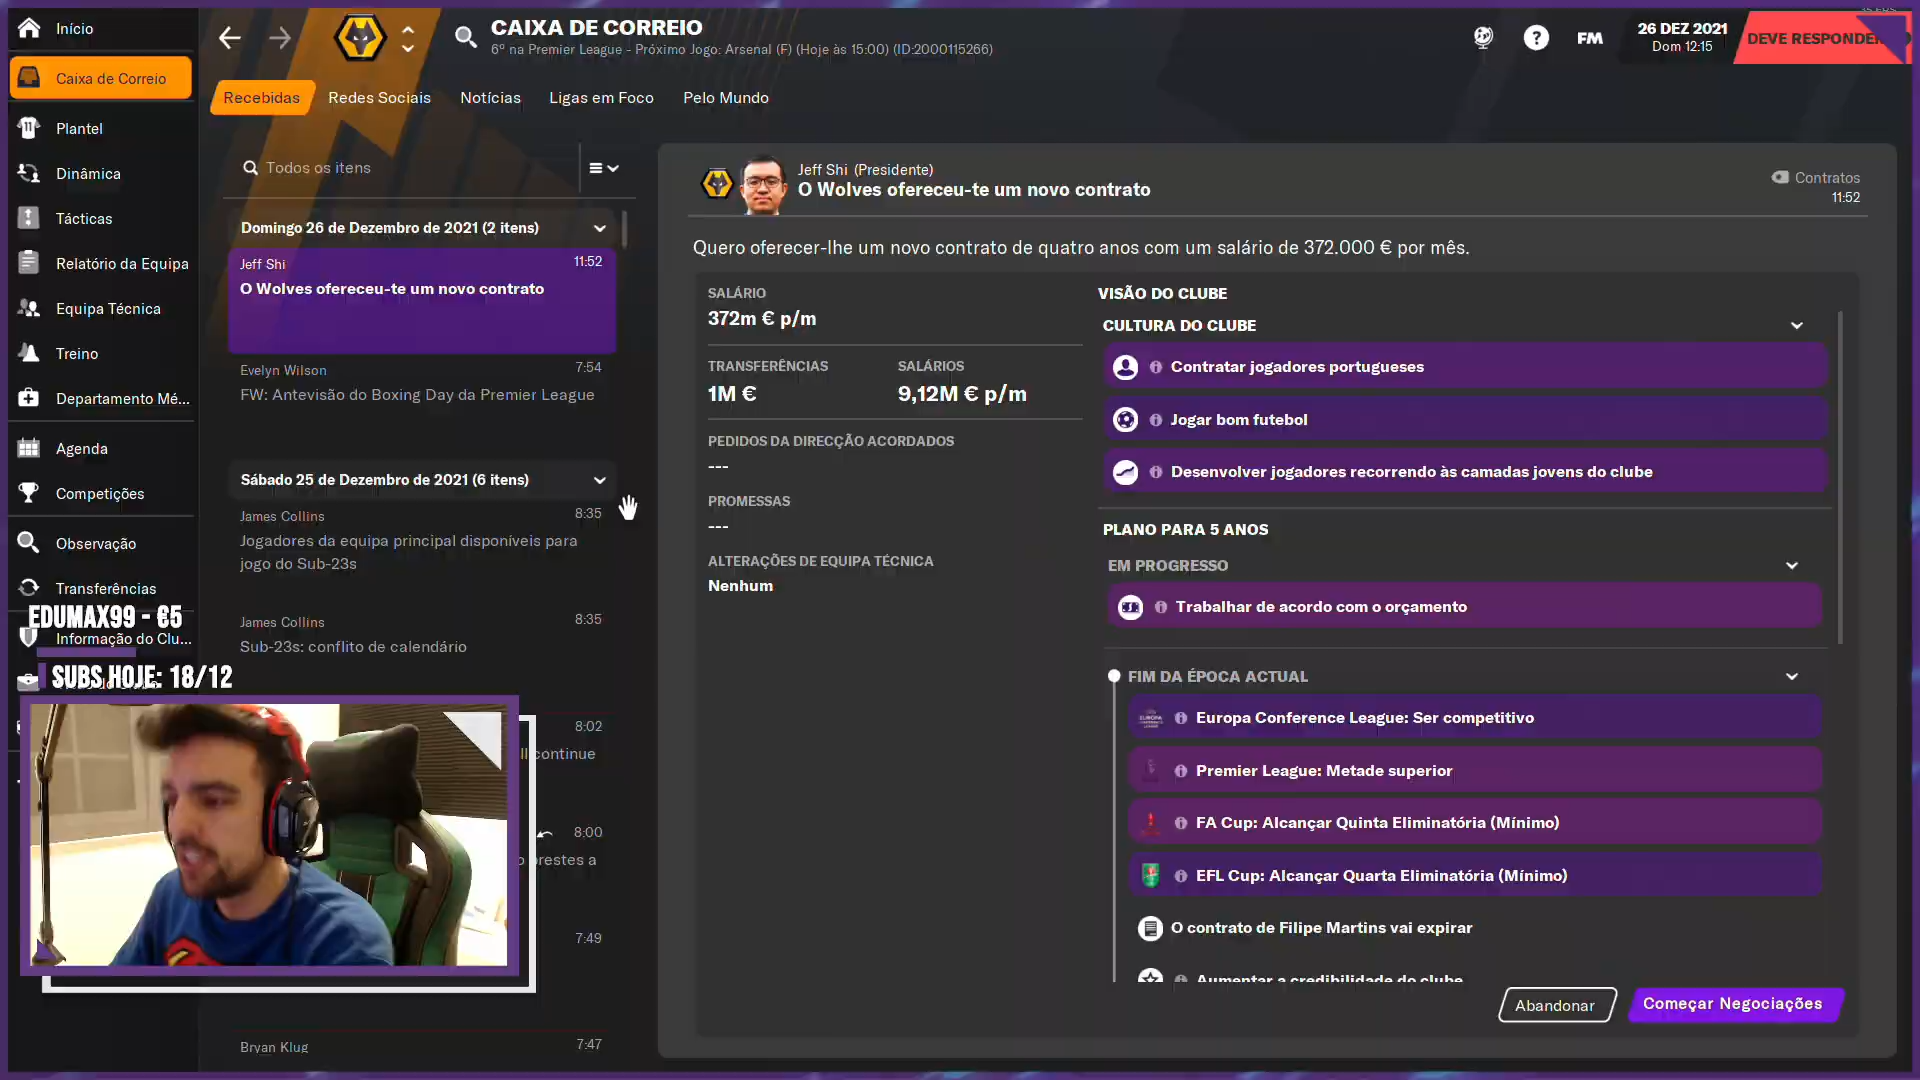 Início
CAIXA DE CORREIO
6º na Premier League - Próximo Jogo: Arsenal (F) (Hoje às 15:00) (ID:2000115266)
FM
26 DEZ 2021
Dom 12:15
DEVE RESPONDER
Caixa de Correio
Recebidas
Redes Sociais
Notícias
Ligas em Foco
Pelo Mundo
Plantel
Dinâmica
Tácticas
Relatório da Equipa
Equipa Técnica
Treino
Departamento Mé...
Agenda
Competições
Observação
Transferências
EDUMAX99 - €5
Informação do Clu...
SUBS HOJE: 18/12
Todos os itens
Domingo 26 de Dezembro de 2021 (2 itens)
Jeff Shi
11:52
O Wolves ofereceu-te um novo contrato
Evelyn Wilson
7:54
FW: Antevisão do Boxing Day da Premier League
Sábado 25 de Dezembro de 2021 (6 itens)
James Collins
8:35
Jogadores da equipa principal disponíveis para
jogo do Sub-23s
James Collins
8:35
Sub-23s: conflito de calendário
8:02
continue
8:00
prestes a
7:49
Bryan Klug
7:47
Jeff Shi (Presidente)
O Wolves ofereceu-te um novo contrato
Contratos
11:52
Quero oferecer-lhe um novo contrato de quatro anos com um salário de 372.000 € por mês.
SALÁRIO
372m € p/m
TRANSFERÊNCIAS
SALÁRIOS
1M €
9,12M € p/m
PEDIDOS DA DIRECÇÃO ACORDADOS
---
PROMESSAS
---
ALTERAÇÕES DE EQUIPA TÉCNICA
Nenhum
VISÃO DO CLUBE
CULTURA DO CLUBE
Contratar jogadores portugueses
Jogar bom futebol
Desenvolver jogadores recorrendo às camadas jovens do clube
PLANO PARA 5 ANOS
EM PROGRESSO
Trabalhar de acordo com o orçamento
FIM DA ÉPOCA ACTUAL
Europa Conference League: Ser competitivo
Premier League: Metade superior
FA Cup: Alcançar Quinta Eliminatória (Mínimo)
EFL Cup: Alcançar Quarta Eliminatória (Mínimo)
O contrato de Filipe Martins vai expirar
Aumentar a credibilidade do clube
Abandonar
Começar Negociações